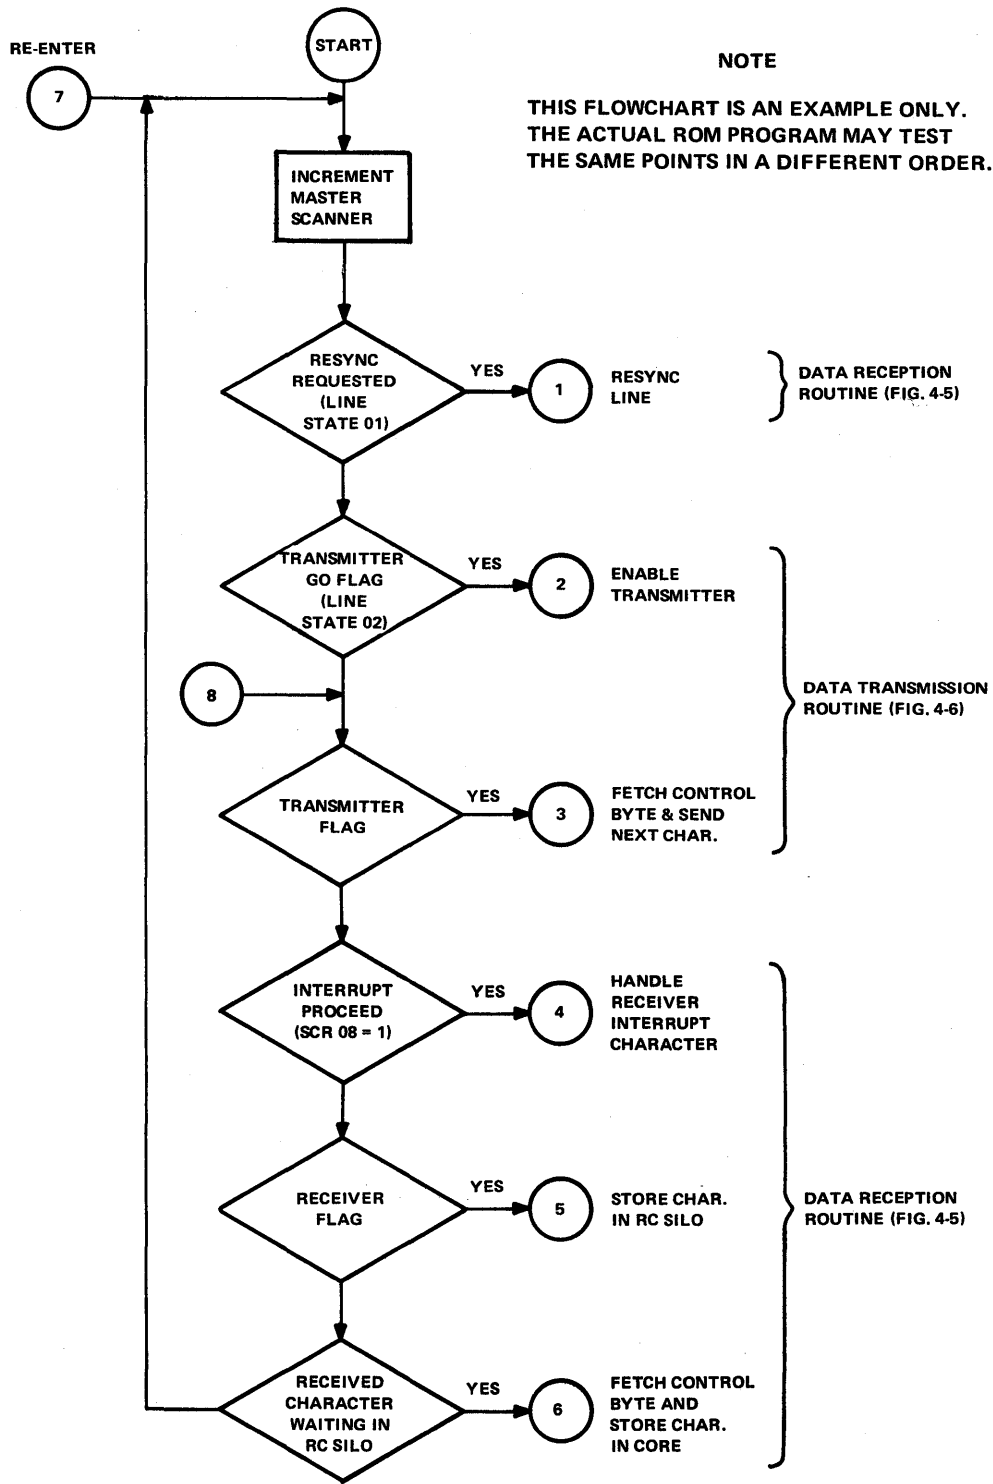 START
RE-ENTER
7
NOTE
THIS FLOWCHART IS AN EXAMPLE ONLY.
THE ACTUAL ROM PROGRAM MAY TEST
THE SAME POINTS IN A DIFFERENT ORDER.
INCREMENT
MASTER
SCANNER
RESYNC
REQUESTED
(LINE
STATE 01)
YES
1
RESYNC
LINE
DATA RECEPTION
ROUTINE (FIG. 4-5)
TRANSMITTER
GO FLAG
(LINE
STATE 02)
YES
2
ENABLE
TRANSMITTER
8
DATA TRANSMISSION
ROUTINE (FIG. 4-6)
TRANSMITTER
FLAG
YES
3
FETCH CONTROL
BYTE & SEND
NEXT CHAR.
INTERRUPT
PROCEED
(SCR 08 = 1)
YES
4
HANDLE
RECEIVER
INTERRUPT
CHARACTER
RECEIVER
FLAG
YES
5
STORE CHAR.
IN RC SILO
DATA RECEPTION
ROUTINE (FIG. 4-5)
RECEIVED
CHARACTER
WAITING IN
RC SILO
YES
6
FETCH CONTROL
BYTE AND
STORE CHAR.
IN CORE